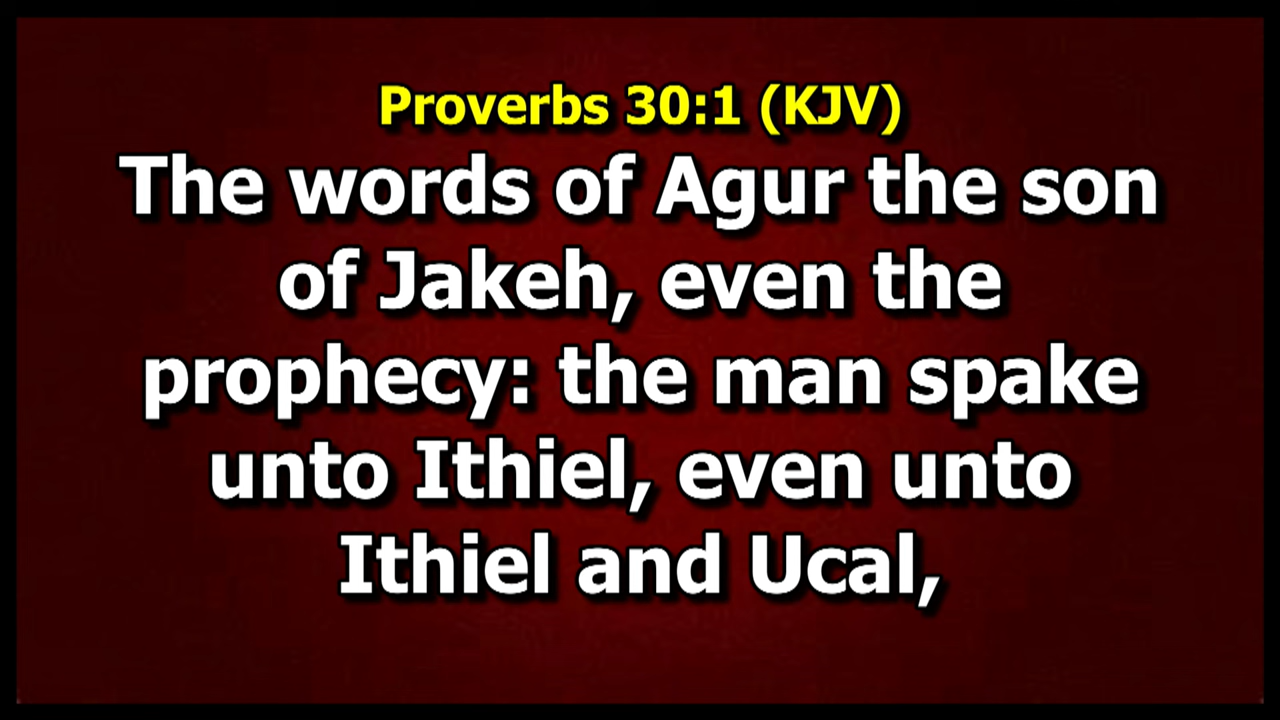 Proverbs 30:1 (KJV)
The words of Agur the son
of Jakeh, even the
prophecy: the man spake
unto Ithiel, even unto
Ithiel and Ucal,